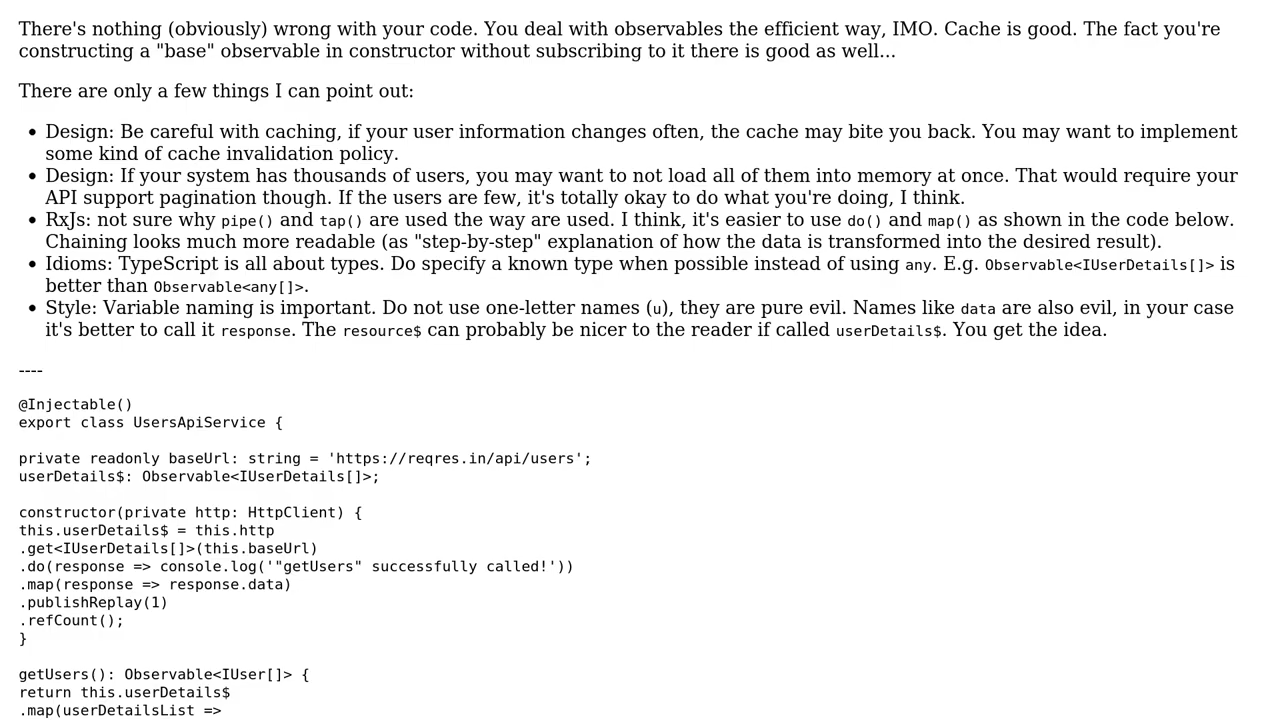 There's nothing (obviously) wrong with your code. You deal with observables the efficient way, IMO. Cache is good. The fact you're
constructing a "base" observable in constructor without subscribing to it there is good as well...
There are only a few things I can point out:
• Design: Be careful with caching, if your user information changes often, the cache may bite you back. You may want to implement
some kind of cache invalidation policy.
• Design: If your system has thousands of users, you may want to not load all of them into memory at once. That would require your
API support pagination though. If the users are few, it's totally okay to do what you're doing, I think.
• RxJs: not sure why pipe() and tap() are used the way are used. I think, it's easier to use do() and map() as shown in the code below.
Chaining looks much more readable (as "step-by-step" explanation of how the data is transformed into the desired result).
• Idioms: TypeScript is all about types. Do specify a known type when possible instead of using any. E.g. Observable<IUserDetails[]> is
better than Observable<any[]>.
• Style: Variable naming is important. Do not use one-letter names (u), they are pure evil. Names like data are also evil, in your case
it's better to call it response. The resource$ can probably be nicer to the reader if called userDetails$. You get the idea.
----
@Injectable()
export class UsersApiService {
private readonly baseUrl: string = 'https://reqres.in/api/users';
userDetails$: Observable<IUserDetails[]>;
constructor(private http: HttpClient) {
this.userDetails$ = this.http
.get<IUserDetails[]>(this.baseUrl)
.do(response => console.log('"getUsers" successfully called!'))
.map(response => response.data)
.publishReplay(1)
.refCount();
}
getUsers(): Observable<IUser[]> {
return this.userDetails$
.map(userDetailsList =>